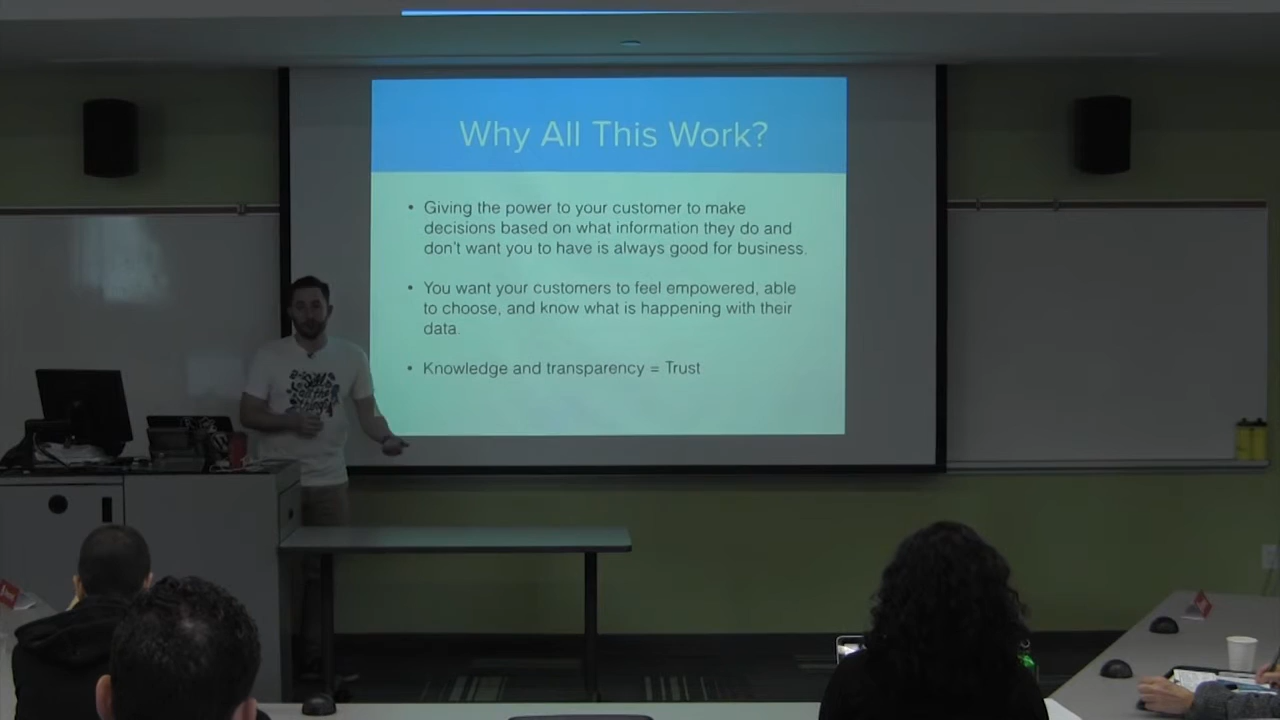 Why All This Work?
• Giving the power to your customer to make
decisions based on what information they do and
don't want you to have is always good for business.
• You want your customers to feel empowered, able
to choose, and know what is happening with their
data.
• Knowledge and transparency = Trust